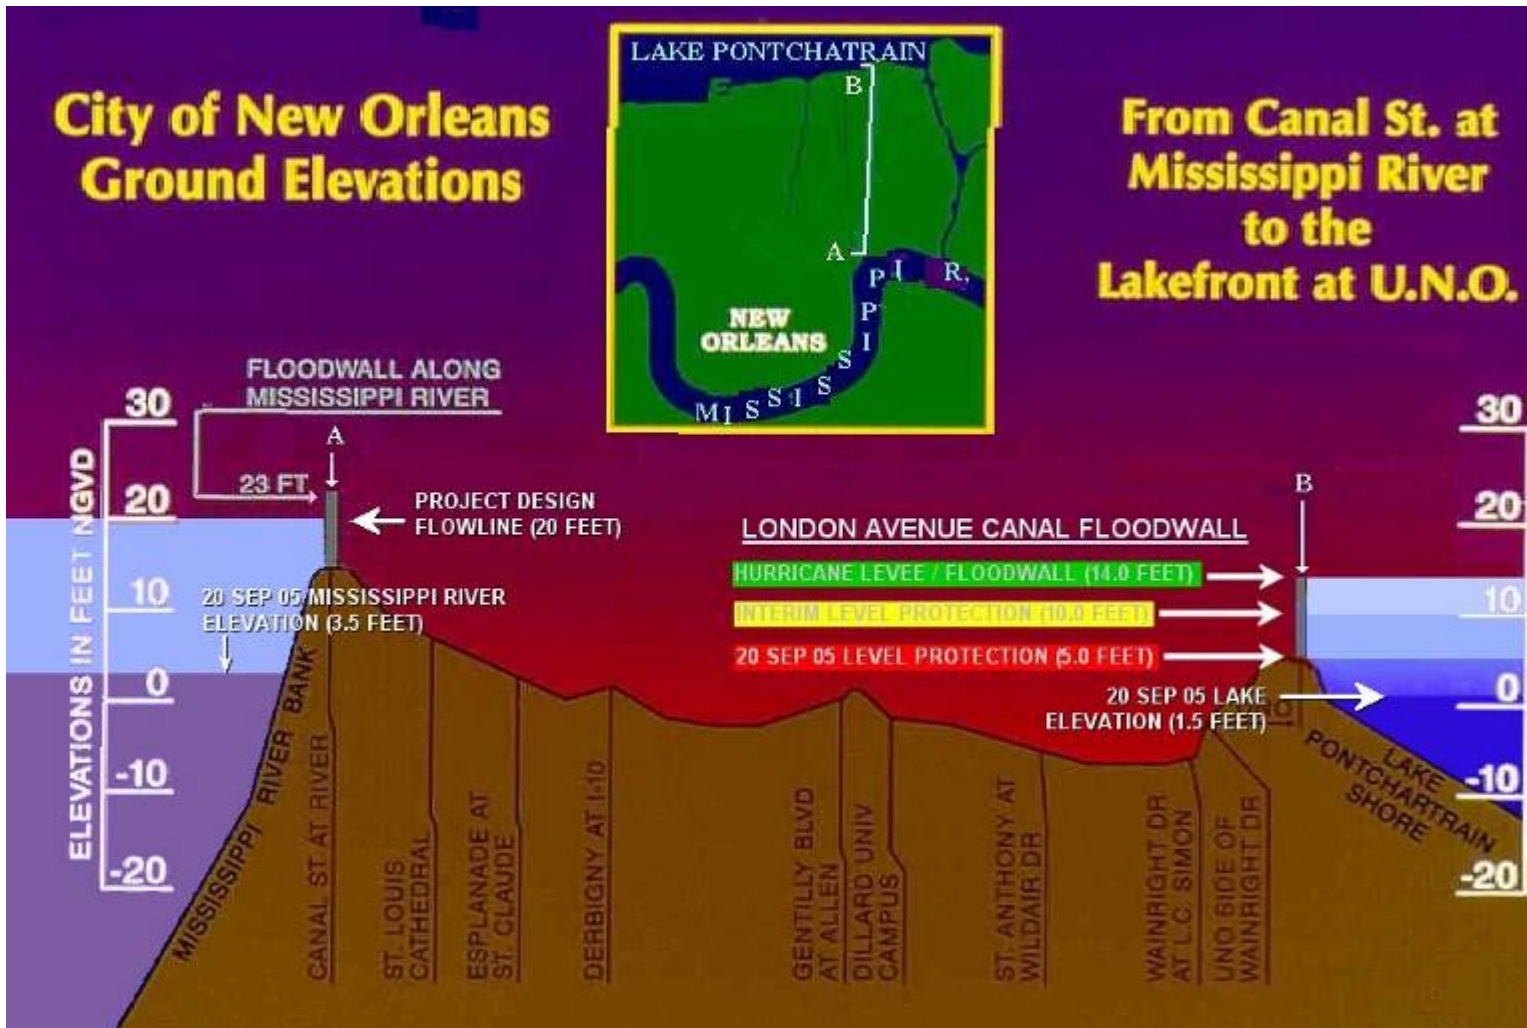 City of New Orleans
Ground Elevations
LAKE PONTCHATRAIN
B
A
NEW
ORLEANS
MISSISSIPPI R.
From Canal St. at
Mississippi River
to the
Lakefront at U.N.O.
FLOODWALL ALONG
MISSISSIPPI RIVER
A
23 FT.
PROJECT DESIGN
FLOWLINE (20 FEET)
ELEVATIONS IN FEET NGVD
30
20
10
0
-10
-20
20 SEP 05 MISSISSIPPI RIVER
ELEVATION (3.5 FEET)
B
LONDON AVENUE CANAL FLOODWALL
HURRICANE LEVEE / FLOODWALL (14.0 FEET)
INTERIM LEVEL PROTECTION (10.0 FEET)
20 SEP 05 LEVEL PROTECTION (5.0 FEET)
20 SEP 05 LAKE
ELEVATION (1.5 FEET)
30
20
10
0
-10
-20
MISSISSIPPI RIVER BANK
CANAL ST AT RIVER
ST. LOUIS
CATHEDRAL
ESPLANADE AT
ST. CLAUDE
DERBIGNY AT I-10
GENTILLY BLVD
AT ALLEN
DILLARD UNIV
CAMPUS
ST. ANTHONY AT
WILDAIR DR
WAINRIGHT DR
AT L.C. SIMON
UNO SIDE OF
WAINRIGHT DR
LAKE
PONTCHARTRAIN
SHORE